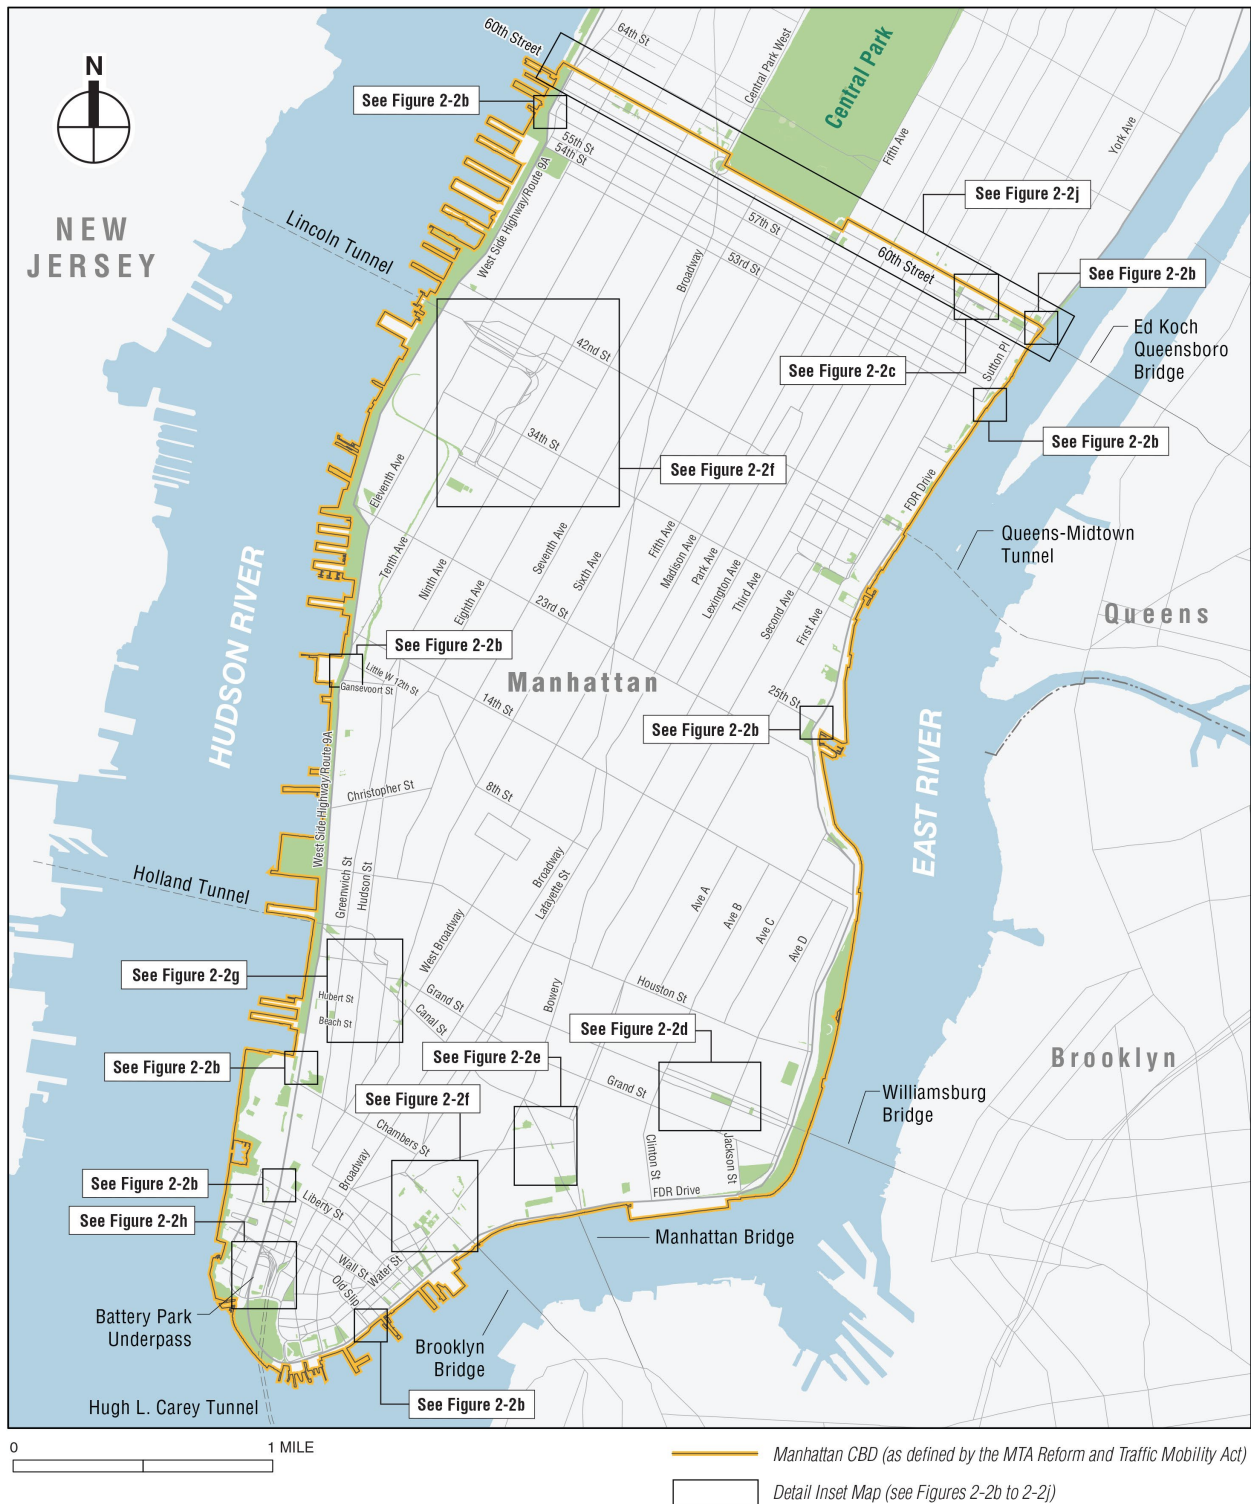 60th Street
64th St
Central Park West
Central Park
N
See Figure 2-2b
Fifth Ave
York Ave
55th St
54th St
West Side Highway/Route 9A
See Figure 2-2j
NEW
JERSEY
Lincoln Tunnel
57th St
53rd St
Broadway
60th Street
See Figure 2-2b
Ed Koch
Queensboro
Bridge
Sutton Pl
42nd St
See Figure 2-2c
34th St
See Figure 2-2b
See Figure 2-2f
Eleventh Ave
FDR Drive
Tenth Ave
Ninth Ave
Eighth Ave
Seventh Ave
Sixth Ave
Fifth Ave
Madison Ave
Park Ave
Lexington Ave
Third Ave
Second Ave
First Ave
Queens-Midtown
Tunnel
23rd St
Queens
HUDSON RIVER
See Figure 2-2b
Little W 12th St
Gansevoort St
Manhattan
14th St
25th St
See Figure 2-2b
EAST RIVER
West Side Highway/Route 9A
Christopher St
8th St
Holland Tunnel
Greenwich St
Hudson St
Broadway
Lafayette St
West Broadway
Ave A
Ave B
Ave C
Ave D
See Figure 2-2g
Hubert St
Beach St
Grand St
Canal St
Bowery
Houston St
See Figure 2-2d
See Figure 2-2b
See Figure 2-2e
Brooklyn
See Figure 2-2f
Grand St
Williamsburg
Bridge
Chambers St
Clinton St
Jackson St
Broadway
See Figure 2-2b
Liberty St
FDR Drive
See Figure 2-2h
Manhattan Bridge
Wall St
Water St
Old Slip
Battery Park
Underpass
Brooklyn
Bridge
Hugh L. Carey Tunnel
See Figure 2-2b
0
1 MILE
Manhattan CBD (as defined by the MTA Reform and Traffic Mobility Act)
Detail Inset Map (see Figures 2-2b to 2-2j)